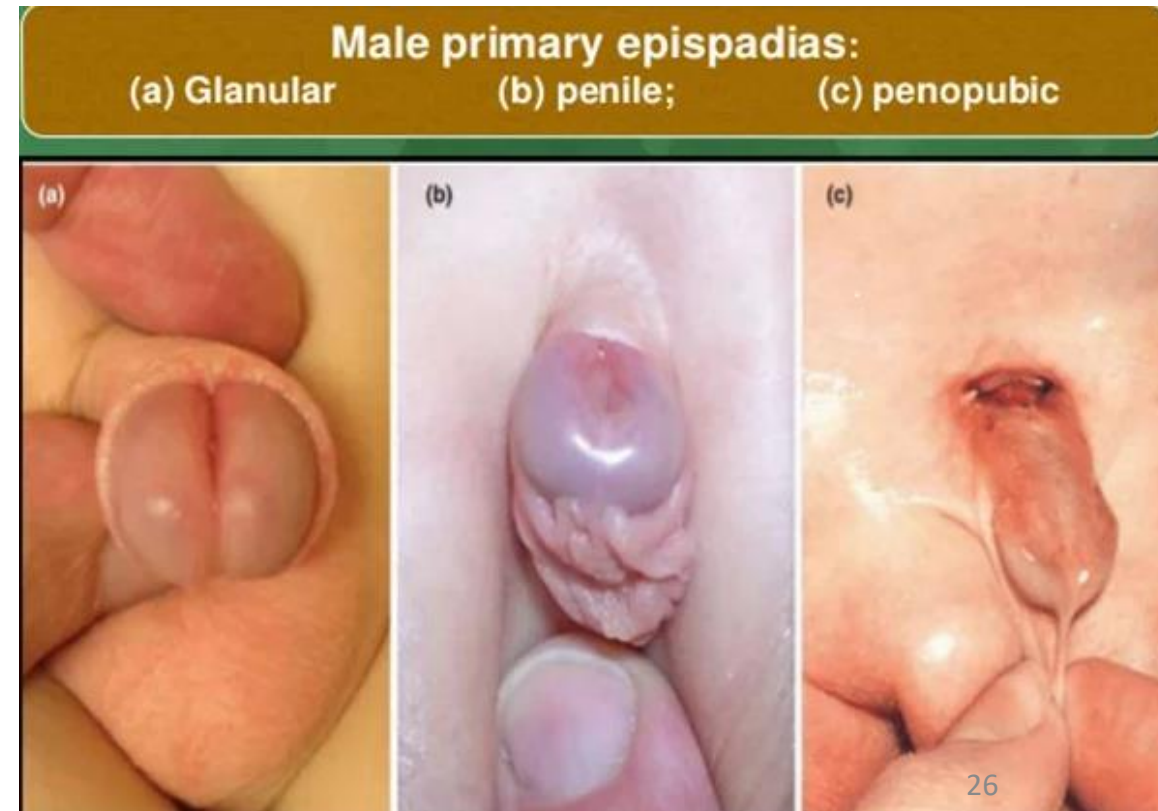 Male primary epispadias:
(a) Glanular (b) penile; (c) penopubic
(a)
(b)
(c)
26